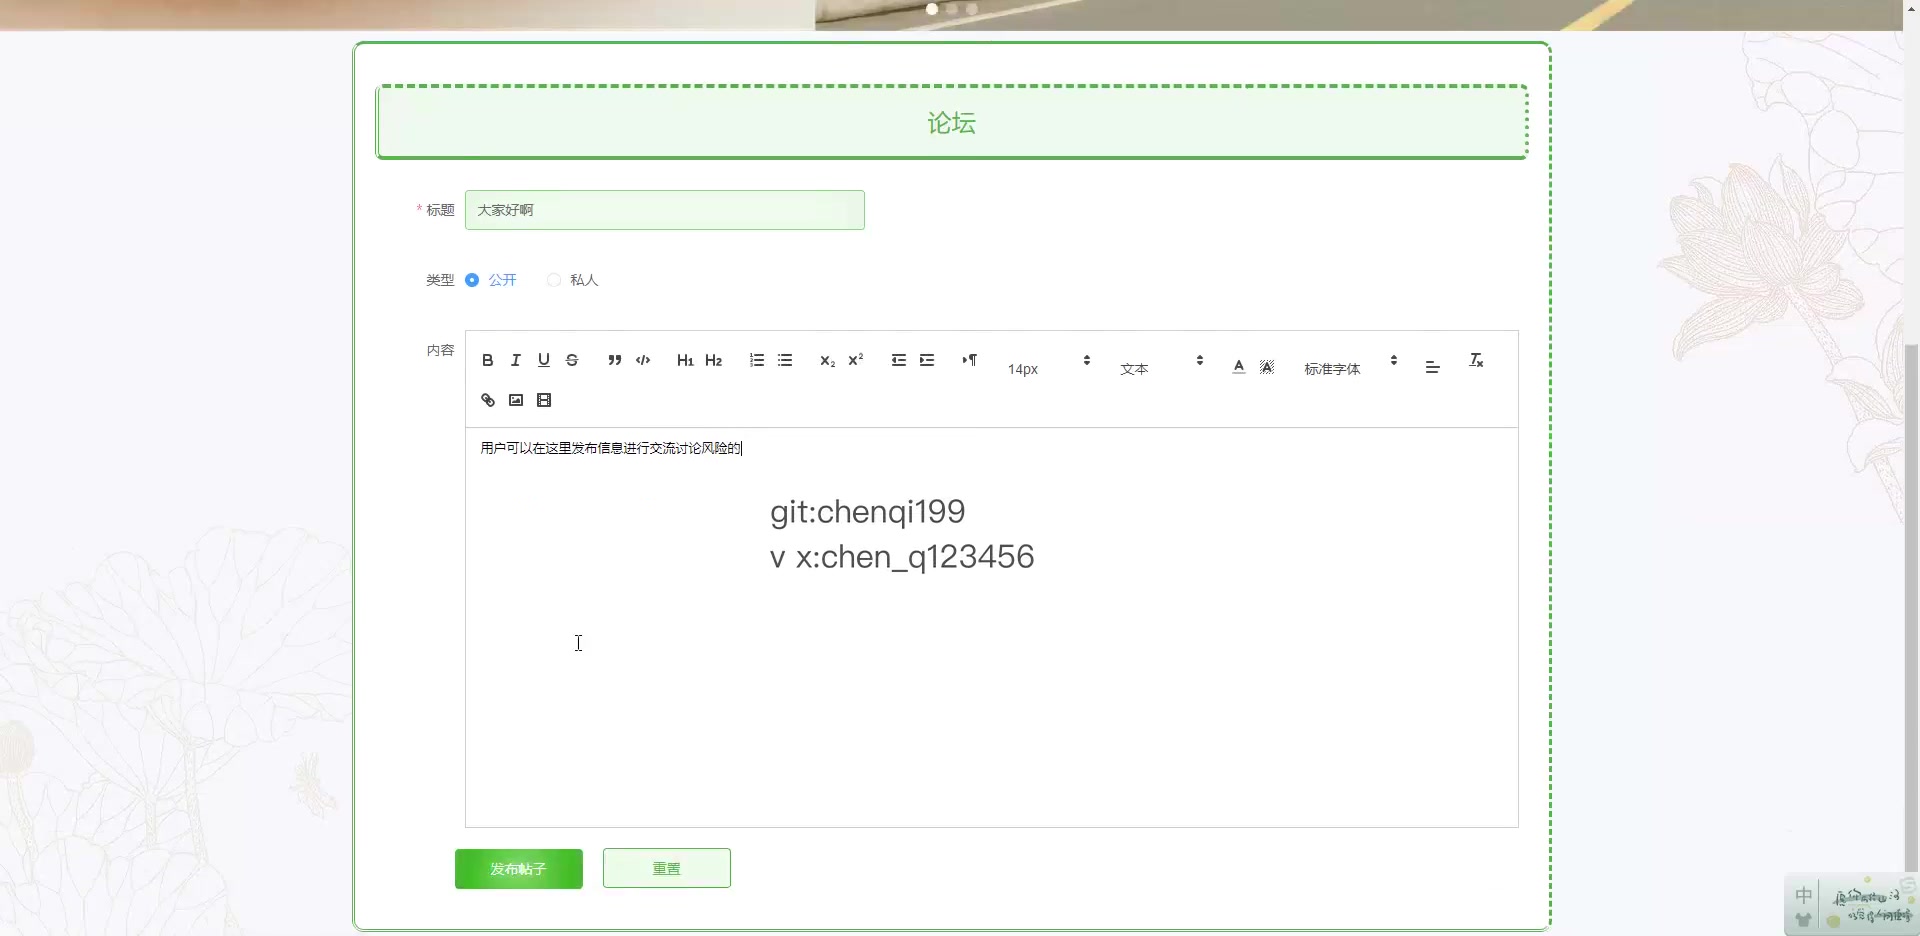 论坛
* 标题 大家好啊
类型 公开 私人
内容
B I U S H1 H2 14px 文本 A A 标准字体
用户可以在这里发布信息进行交流讨论风险的
git:chenqi199
v x:chen_q123456
发布帖子 重置
中